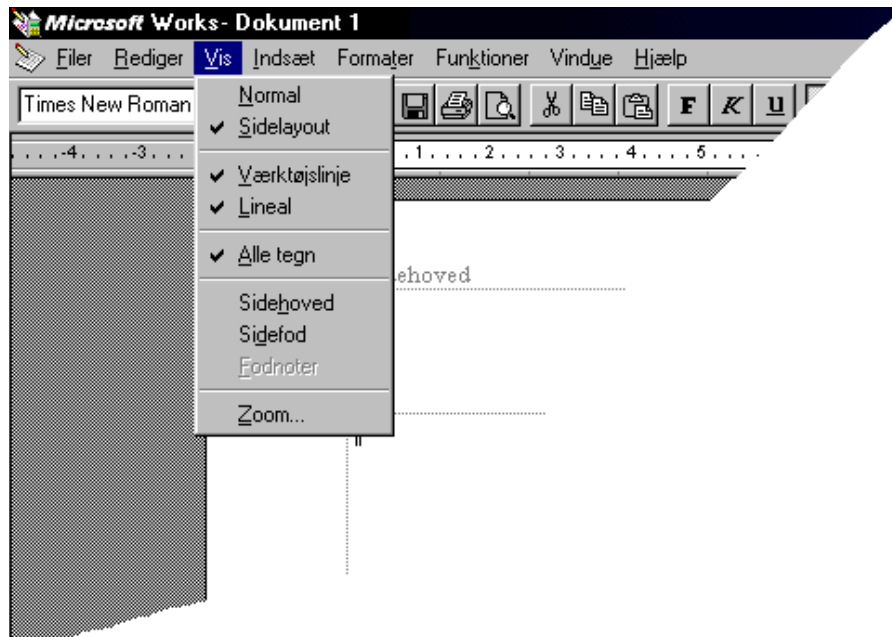 Microsoft Works- Dokument 1
Filer Rediger Vis Indsæt Formater Funktioner Vindue Hjælp
Times New Roman F K u
Normal
Sidelayout
-4 -3 1 2 3 4 5
Værktøjslinje
Lineal
Alle tegn
ehoved
Sidehoved
Sidefod
Fodnoter
Zoom...
¶